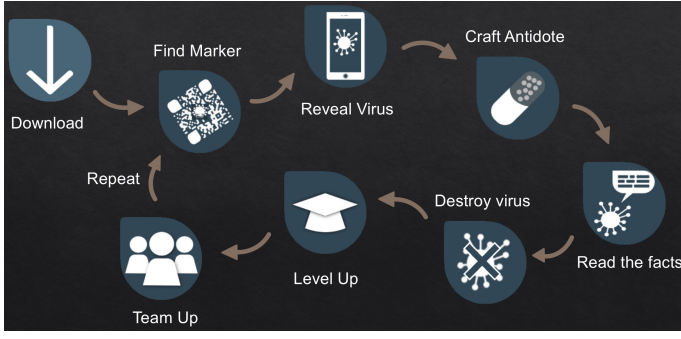 Download
Find Marker
Reveal Virus
Craft Antidote
Read the facts
Destroy virus
Level Up
Team Up
Repeat